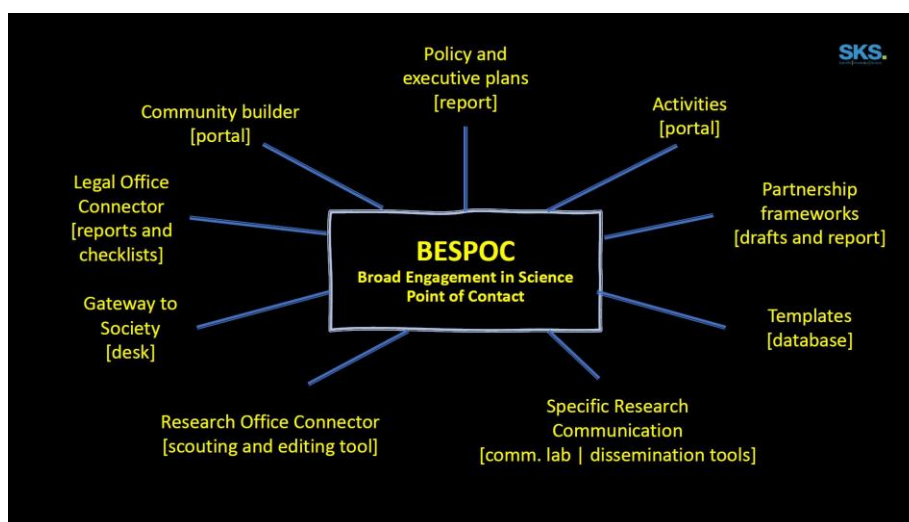 Policy and
executive plans
[report]
SKS.
Community builder
[portal]
Activities
[portal]
Legal Office
Connector
[reports and
checklists]
Partnership
frameworks
[drafts and report]
BESPOC
Broad Engagement in Science
Point of Contact
Gateway to
Society
[desk]
Templates
[database]
Research Office Connector
[scouting and editing tool]
Specific Research
Communication
[comm. lab | dissemination tools]